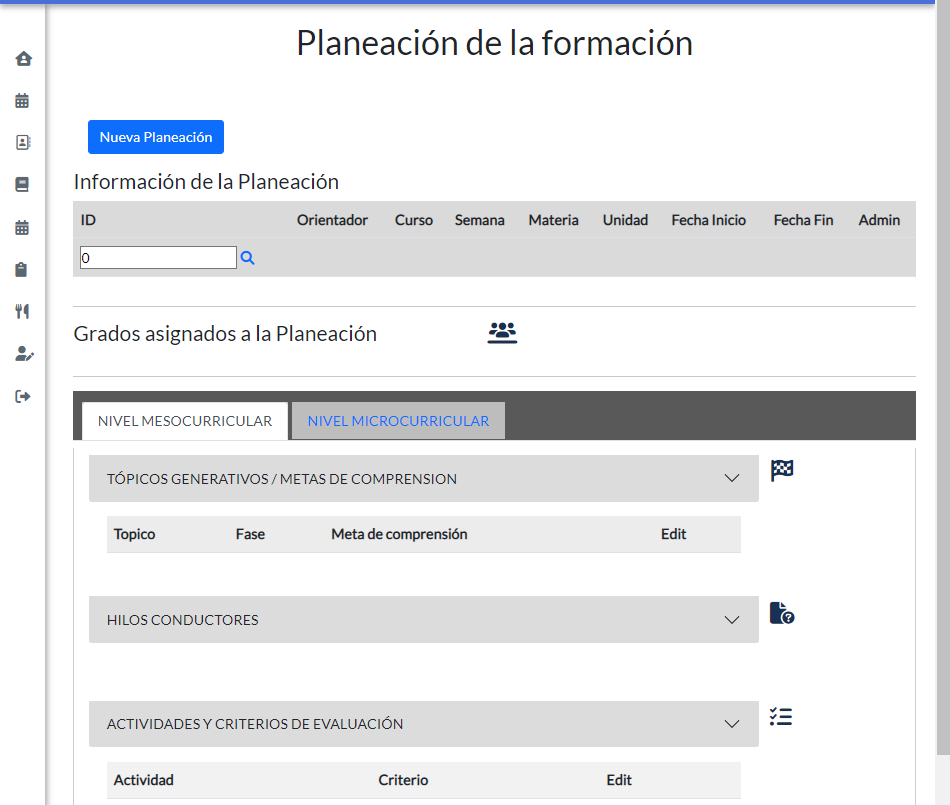 Planeación de la formación
Nueva Planeación
Información de la Planeación
ID Orientador Curso Semana Materia Unidad Fecha Inicio Fecha Fin Admin
0
Grados asignados a la Planeación
NIVEL MESOCURRICULAR NIVEL MICROCURRICULAR
TÓPICOS GENERATIVOS / METAS DE COMPRENSION
Topico Fase Meta de comprensión Edit
HILOS CONDUCTORES
ACTIVIDADES Y CRITERIOS DE EVALUACIÓN
Actividad Criterio Edit